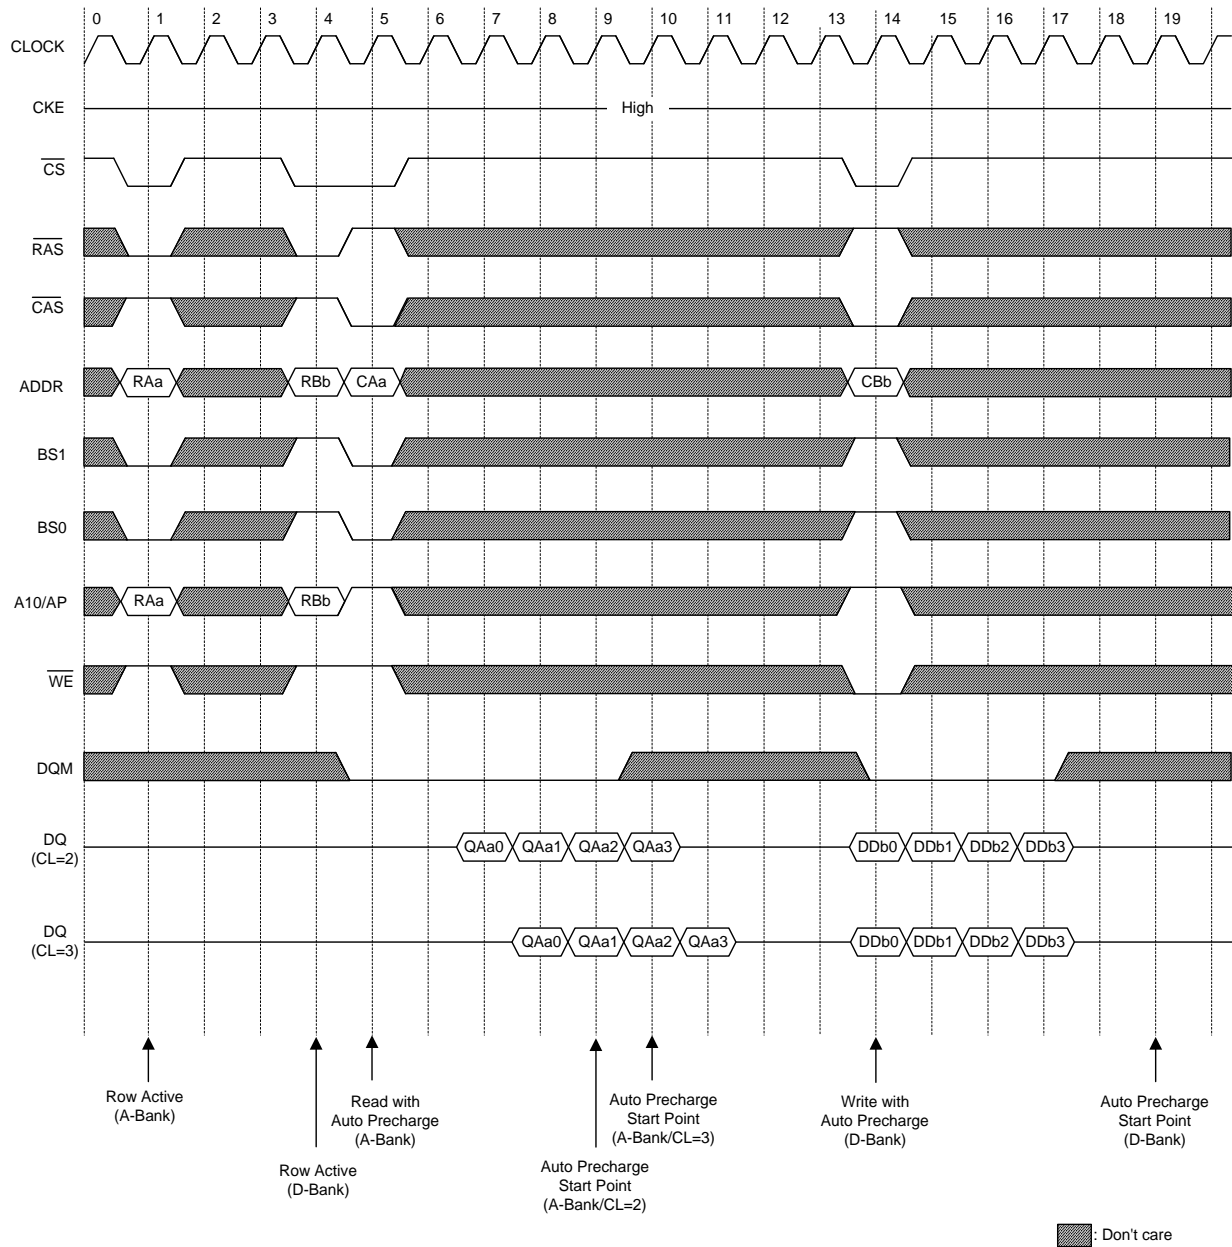 0 1 2 3 4 5 6 7 8 9 10 11 12 13 14 15 16 17 18 19
CLOCK
CKE High
CS
RAS
CAS
ADDR RAa RBb CAa CBb
BS1
BS0
A10/AP RAa RBb
WE
DQM
DQ
(CL=2)
QAa0 QAa1 QAa2 QAa3 DDb0 DDb1 DDb2 DDb3
DQ
(CL=3)
QAa0 QAa1 QAa2 QAa3 DDb0 DDb1 DDb2 DDb3
Row Active
(A-Bank)
Row Active
(D-Bank)
Read with
Auto Precharge
(A-Bank)
Auto Precharge
Start Point
(A-Bank/CL=2)
Auto Precharge
Start Point
(A-Bank/CL=3)
Write with
Auto Precharge
(D-Bank)
Auto Precharge
Start Point
(D-Bank)
: Don't care